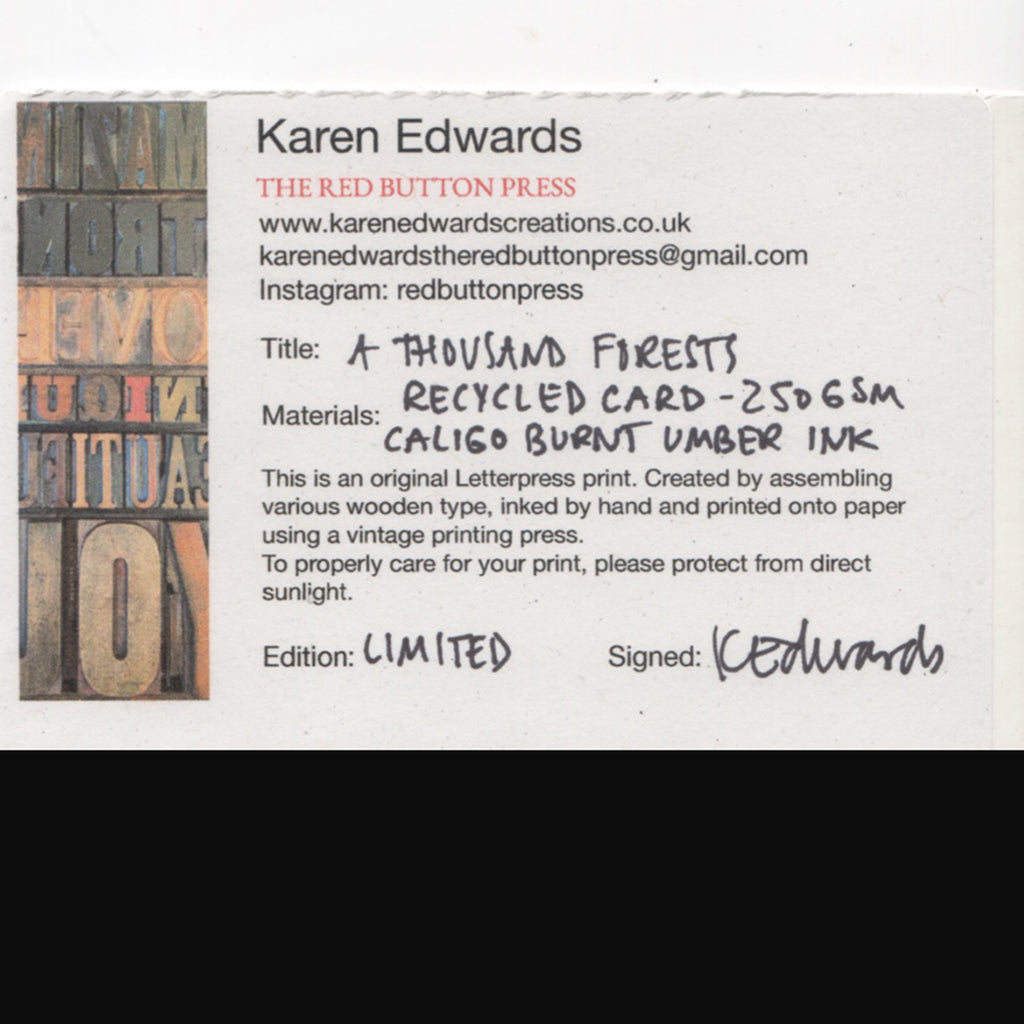 Karen Edwards
THE RED BUTTON PRESS
www.karenedwardscreations.co.uk
karenedwardstheredbuttonpress@gmail.com
Instagram: redbuttonpress
Title: A THOUSAND FORESTS
Materials: RECYCLED CARD - 250GSM
CALIGO BURNT UMBER INK
This is an original Letterpress print. Created by assembling
various wooden type, inked by hand and printed onto paper
using a vintage printing press.
To properly care for your print, please protect from direct
sunlight.
Edition: LIMITED Signed: KEdwards